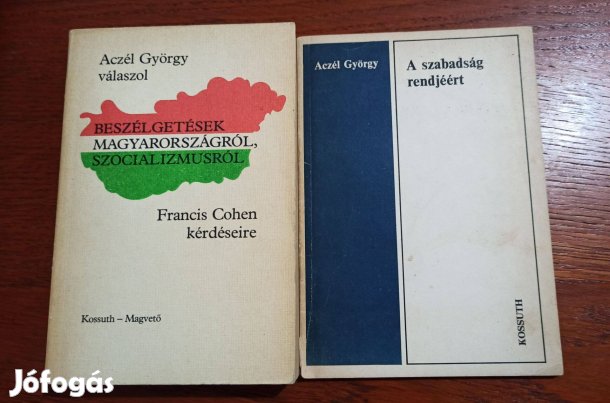 Aczél György
válaszol
BESZÉLGETÉSEK
MAGYARORSZÁGRÓL,
SZOCIALIZMUSRÓL
Francis Cohen
kérdéseire
Kossuth – Magvető
Aczél György
A szabadság
rendjéért
KOSSUTH
Jófogás